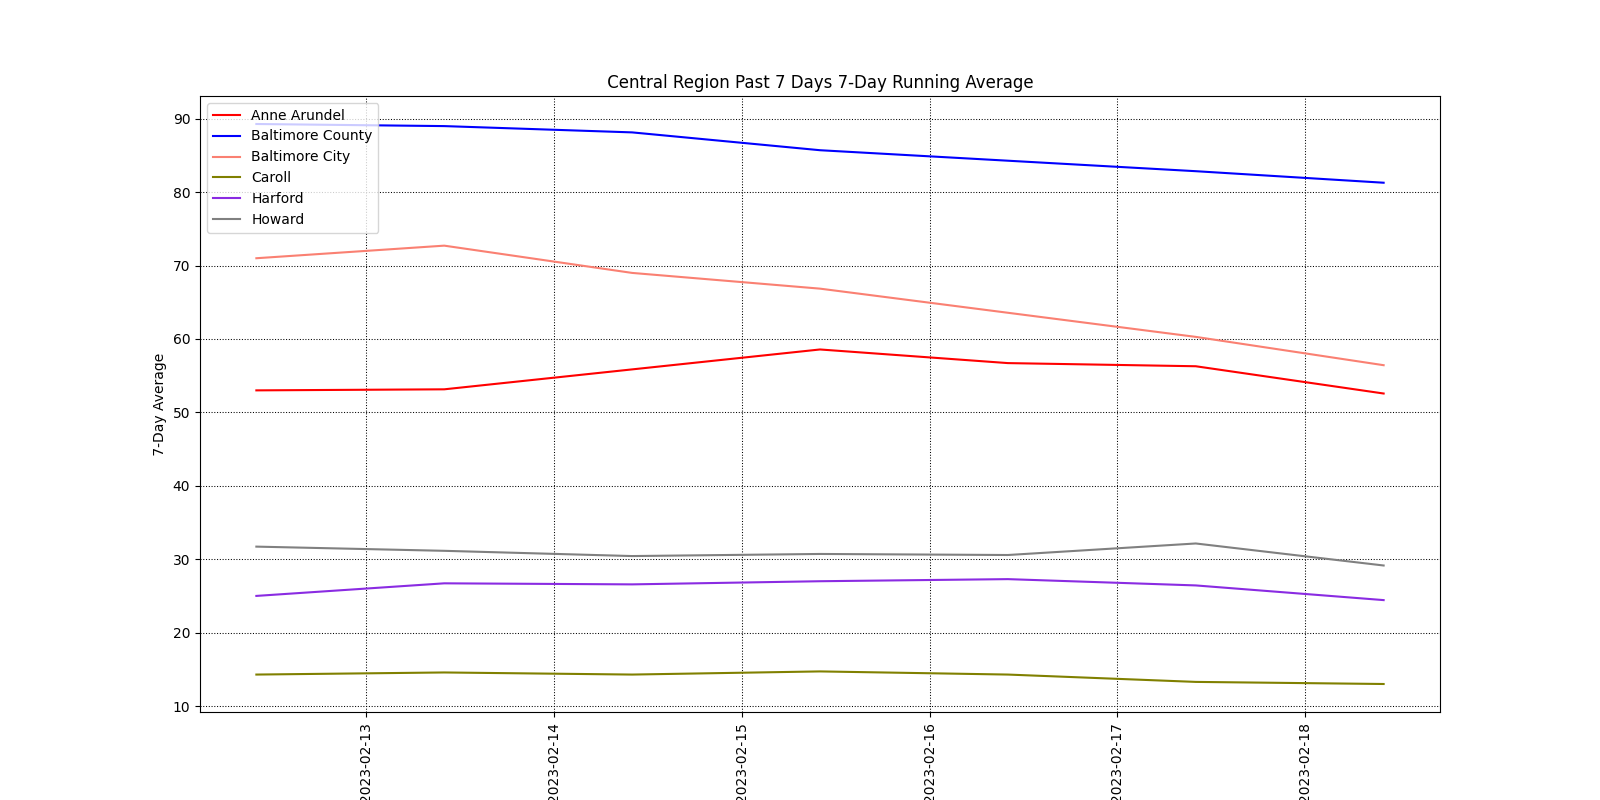 Central Region Past 7 Days 7-Day Running Average
Anne Arundel
Baltimore County
Baltimore City
Caroll
Harford
Howard
7-Day Average
90
80
70
60
50
40
30
20
10
2023-02-13
2023-02-14
2023-02-15
2023-02-16
2023-02-17
2023-02-18